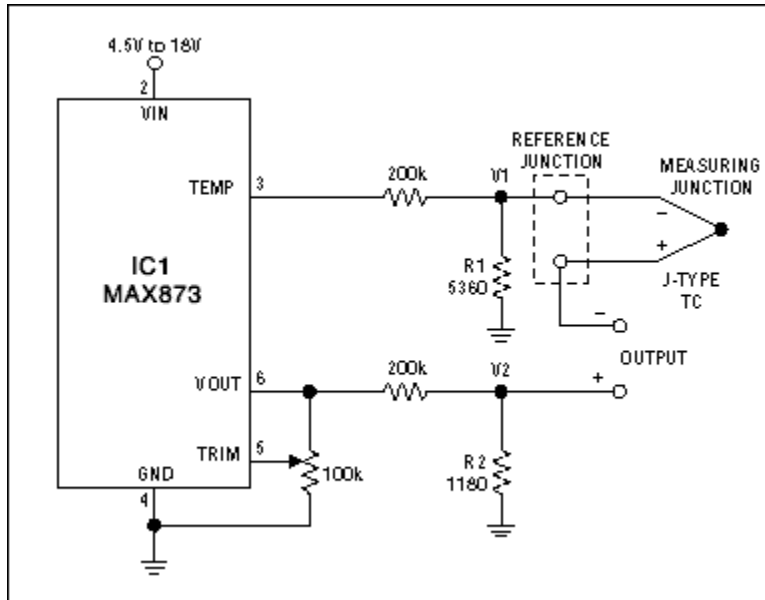 4.5V to 18V
2
VIN
TEMP
3
200k
V1
REFERENCE
JUNCTION
MEASURING
JUNCTION
−
+
J-TYPE
TC
IC1
MAX873
R1
5360
−
OUTPUT
+
VOUT
6
200k
V2
TRIM
5
100k
R2
1180
GND
4